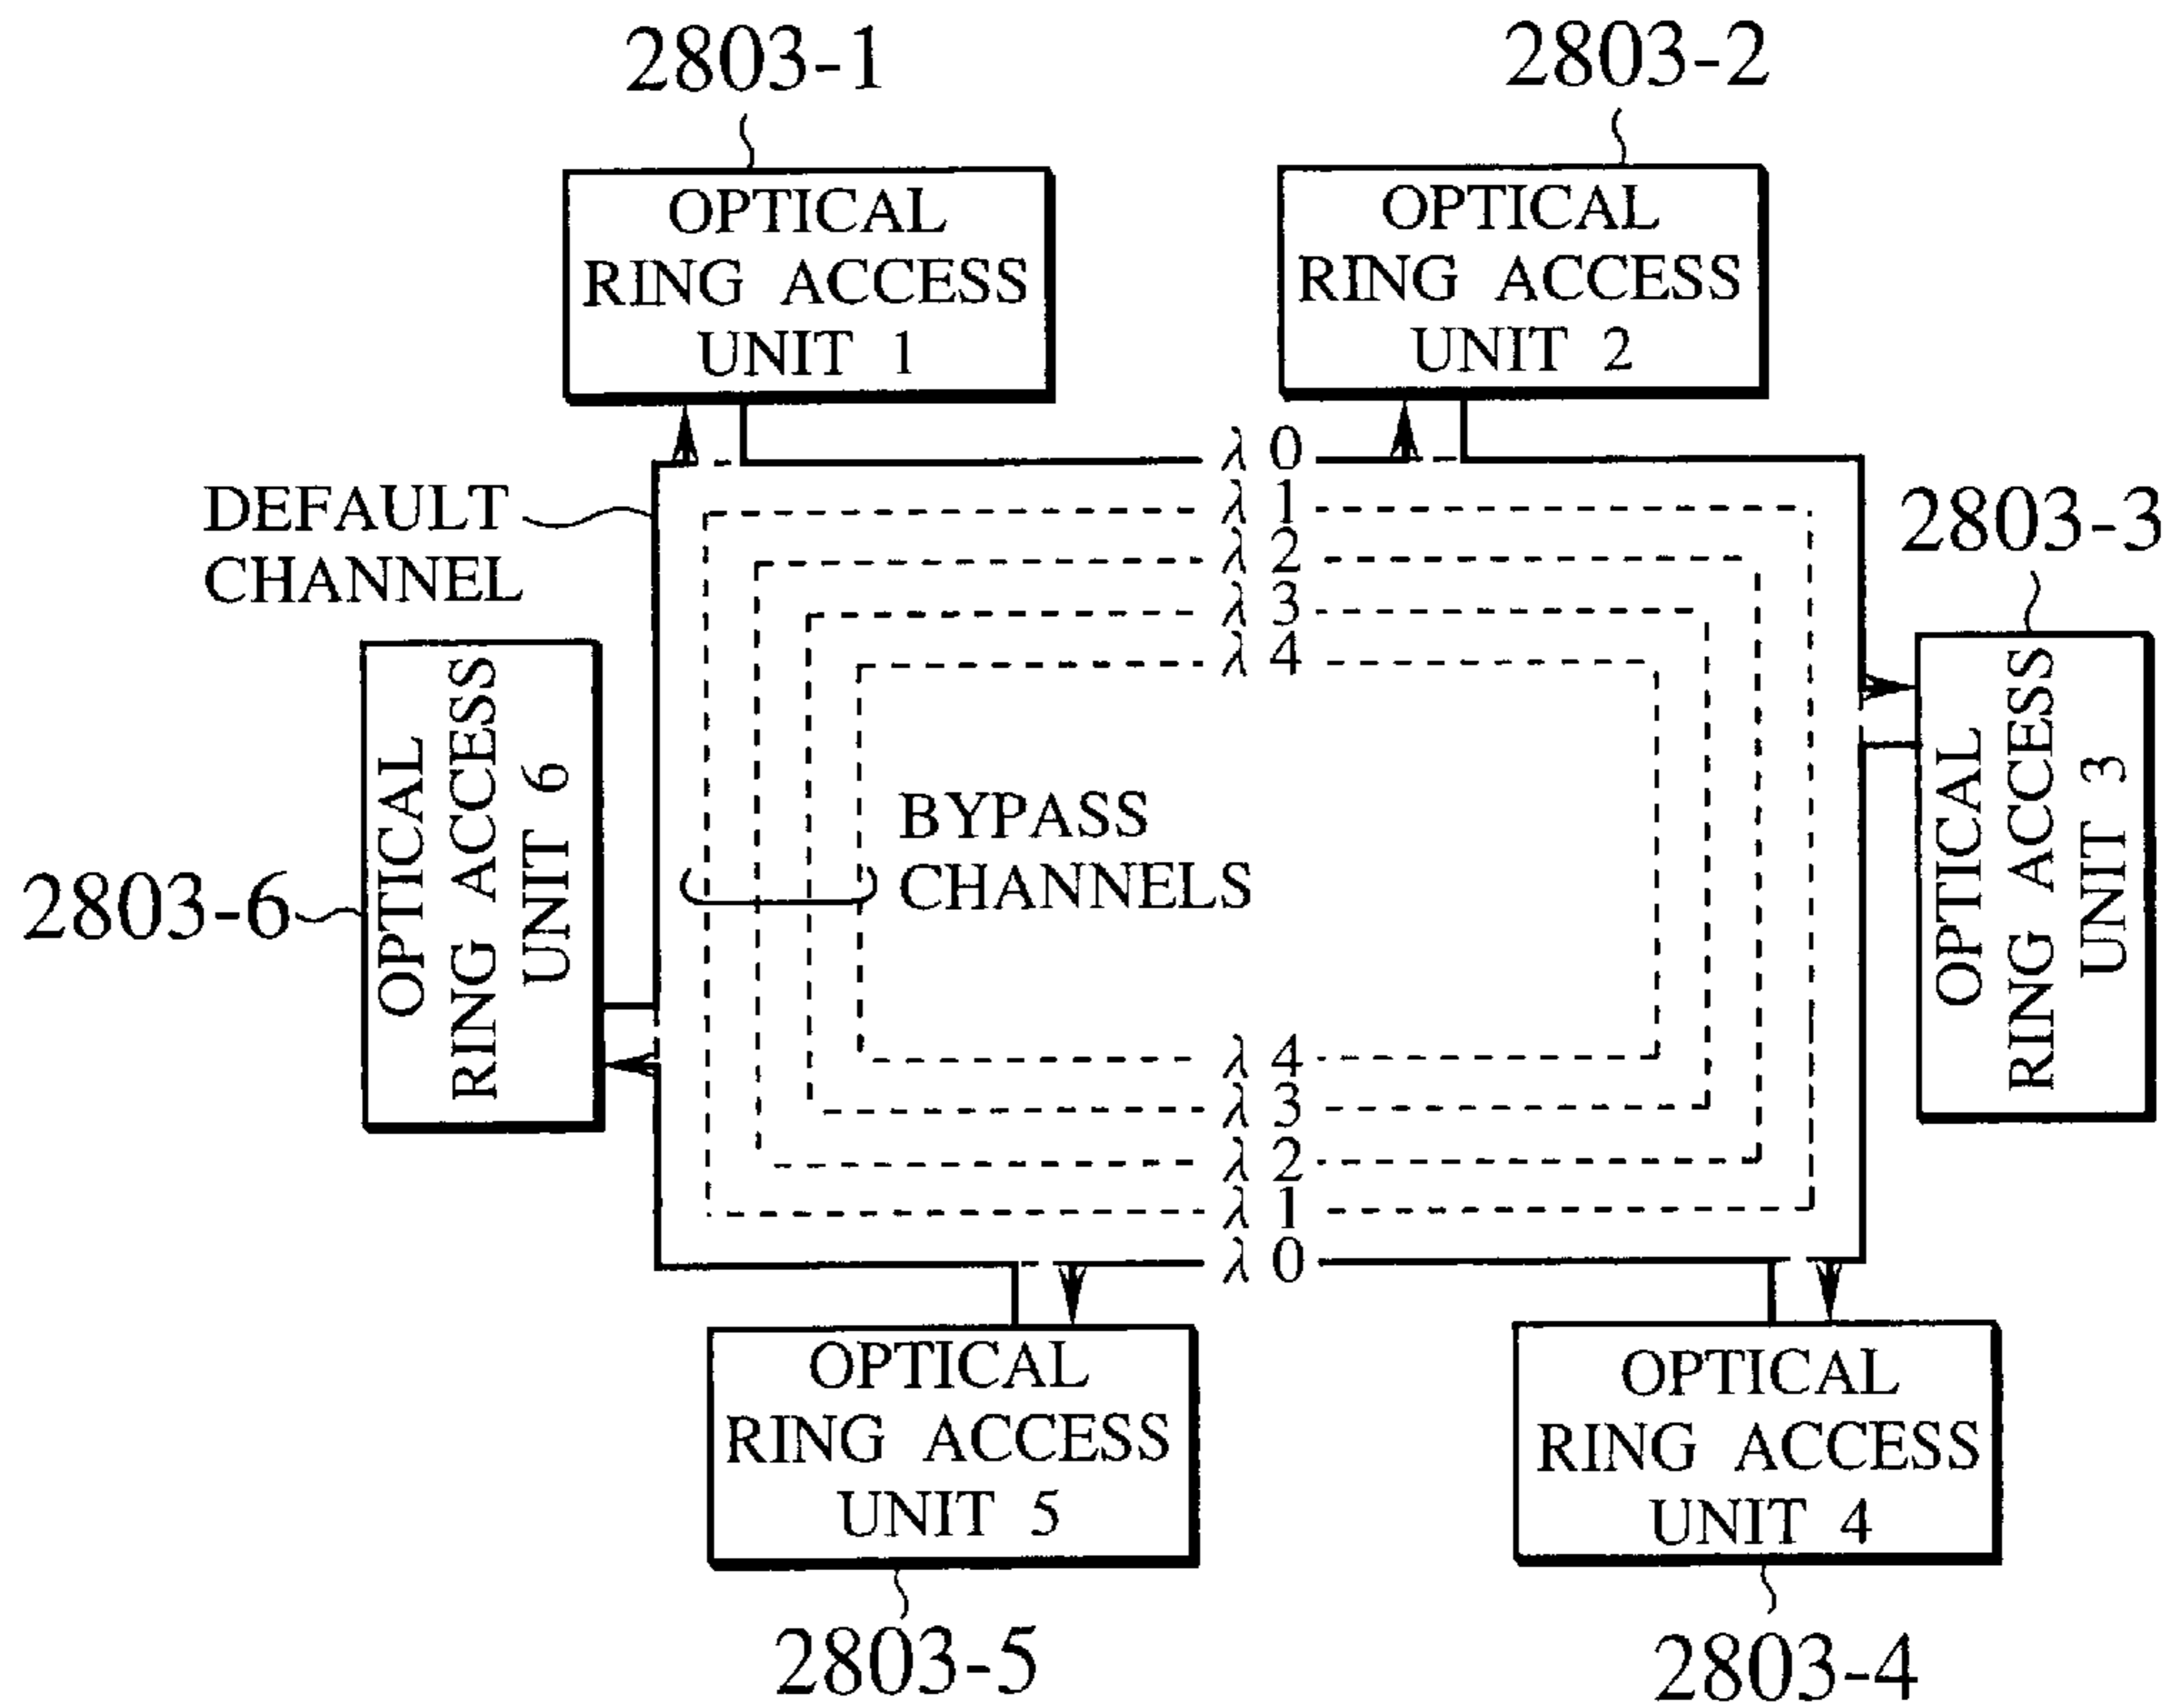 2803-1
2803-2
OPTICAL
RING ACCESS
UNIT 1
OPTICAL
RING ACCESS
UNIT 2
λ 0
λ 1
λ 2
λ 3
λ 4
DEFAULT
CHANNEL
2803-3
OPTICAL
RING ACCESS
UNIT 6
BYPASS
CHANNELS
OPTICAL
RING ACCESS
UNIT 3
2803-6
λ 4
λ 3
λ 2
λ 1
λ 0
OPTICAL
RING ACCESS
UNIT 5
OPTICAL
RING ACCESS
UNIT 4
2803-5
2803-4